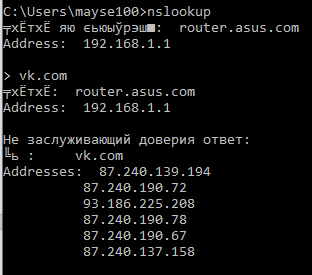 C:\Users\mayse100>nslookup
╤хЁтхЁ яю єьюыўрэш■:  router.asus.com
Address:  192.168.1.1

> vk.com
╤хЁтхЁ:  router.asus.com
Address:  192.168.1.1

Не заслуживающий доверия ответ:
╚ь :     vk.com
Addresses:  87.240.139.194
          87.240.190.72
          93.186.225.208
          87.240.190.78
          87.240.190.67
          87.240.137.158